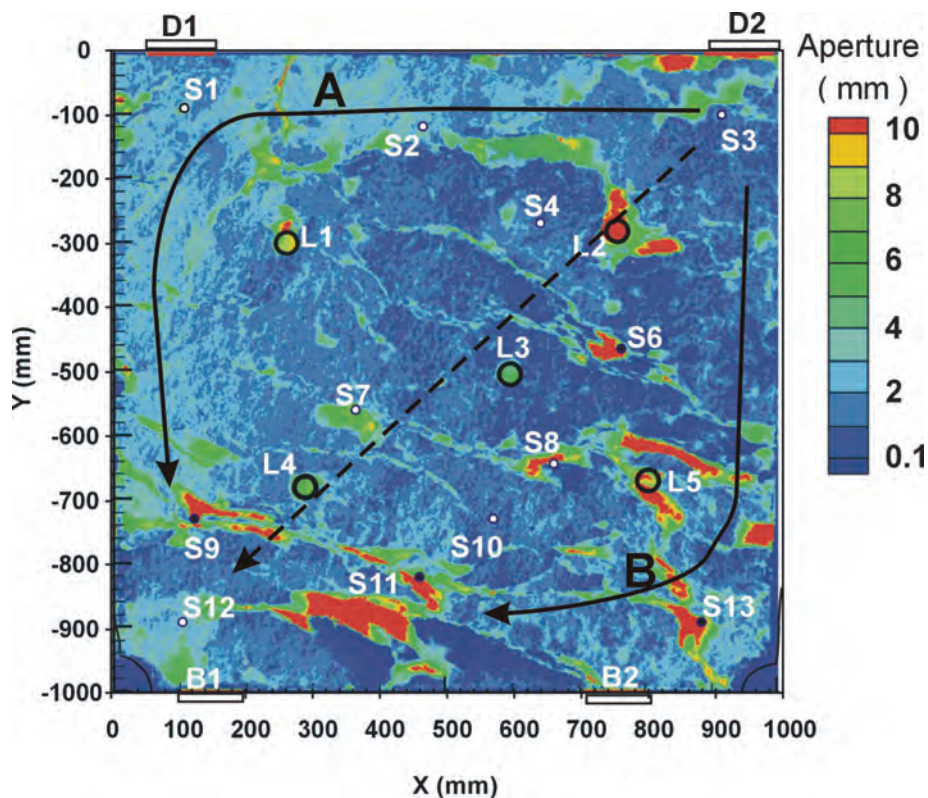 D1
D2
Aperture
( mm )
0
-100
-200
-300
-400
-500
-600
-700
-800
-900
-1000
Y (mm)
S1
A
S2
S3
S4
L1
L2
S6
L3
S7
S8
L4
L5
S9
S10
S11
B
S12
S13
B1
B2
10
8
6
4
2
0.1
0 100 200 300 400 500 600 700 800 900 1000
X (mm)